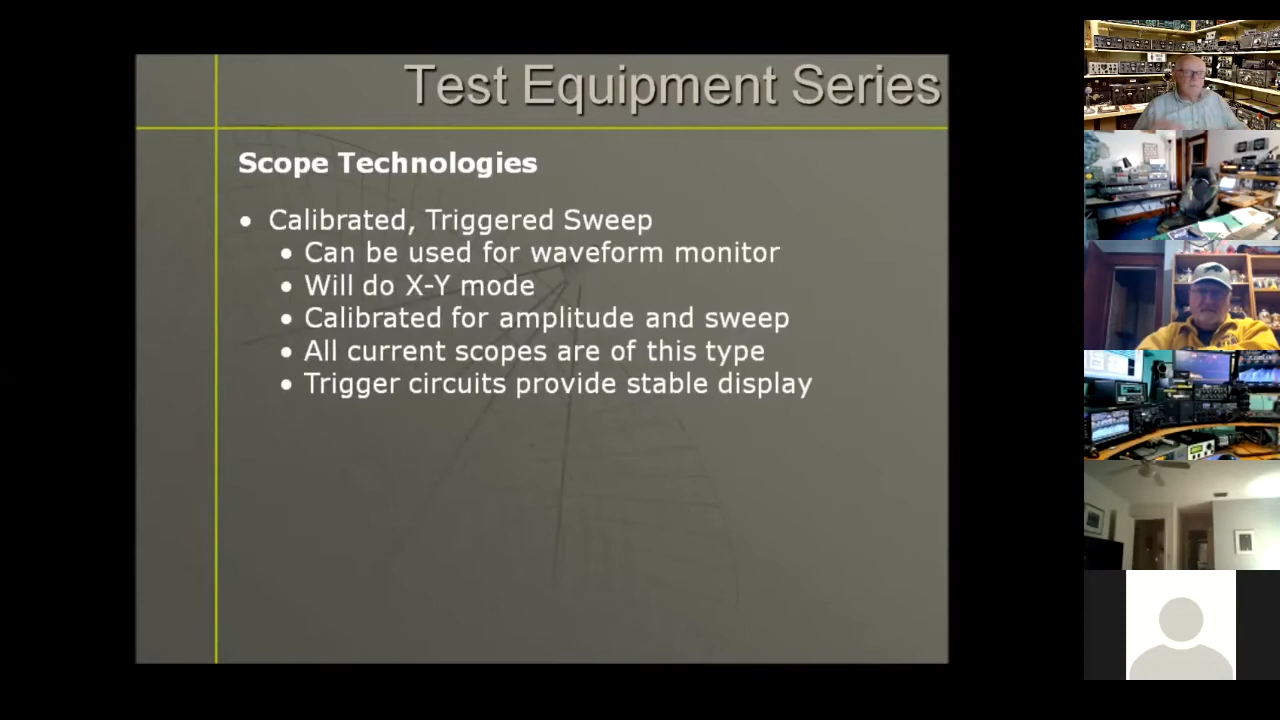 Test Equipment Series
Scope Technologies
• Calibrated, Triggered Sweep
• Can be used for waveform monitor
• Will do X-Y mode
• Calibrated for amplitude and sweep
• All current scopes are of this type
• Trigger circuits provide stable display